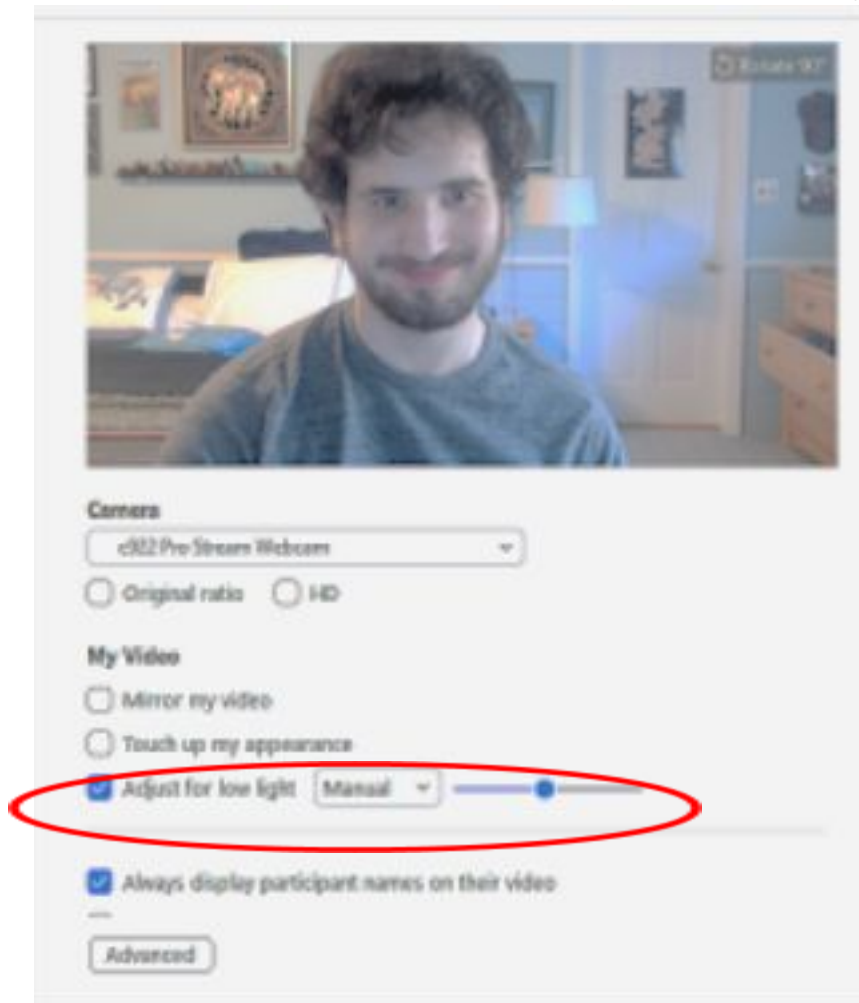 Rotate 90°
Camera
c922 Pro Stream Webcam
Original ratio HD
My Video
Mirror my video
Touch up my appearance
Adjust for low light Manual
Always display participant names on their video
Advanced